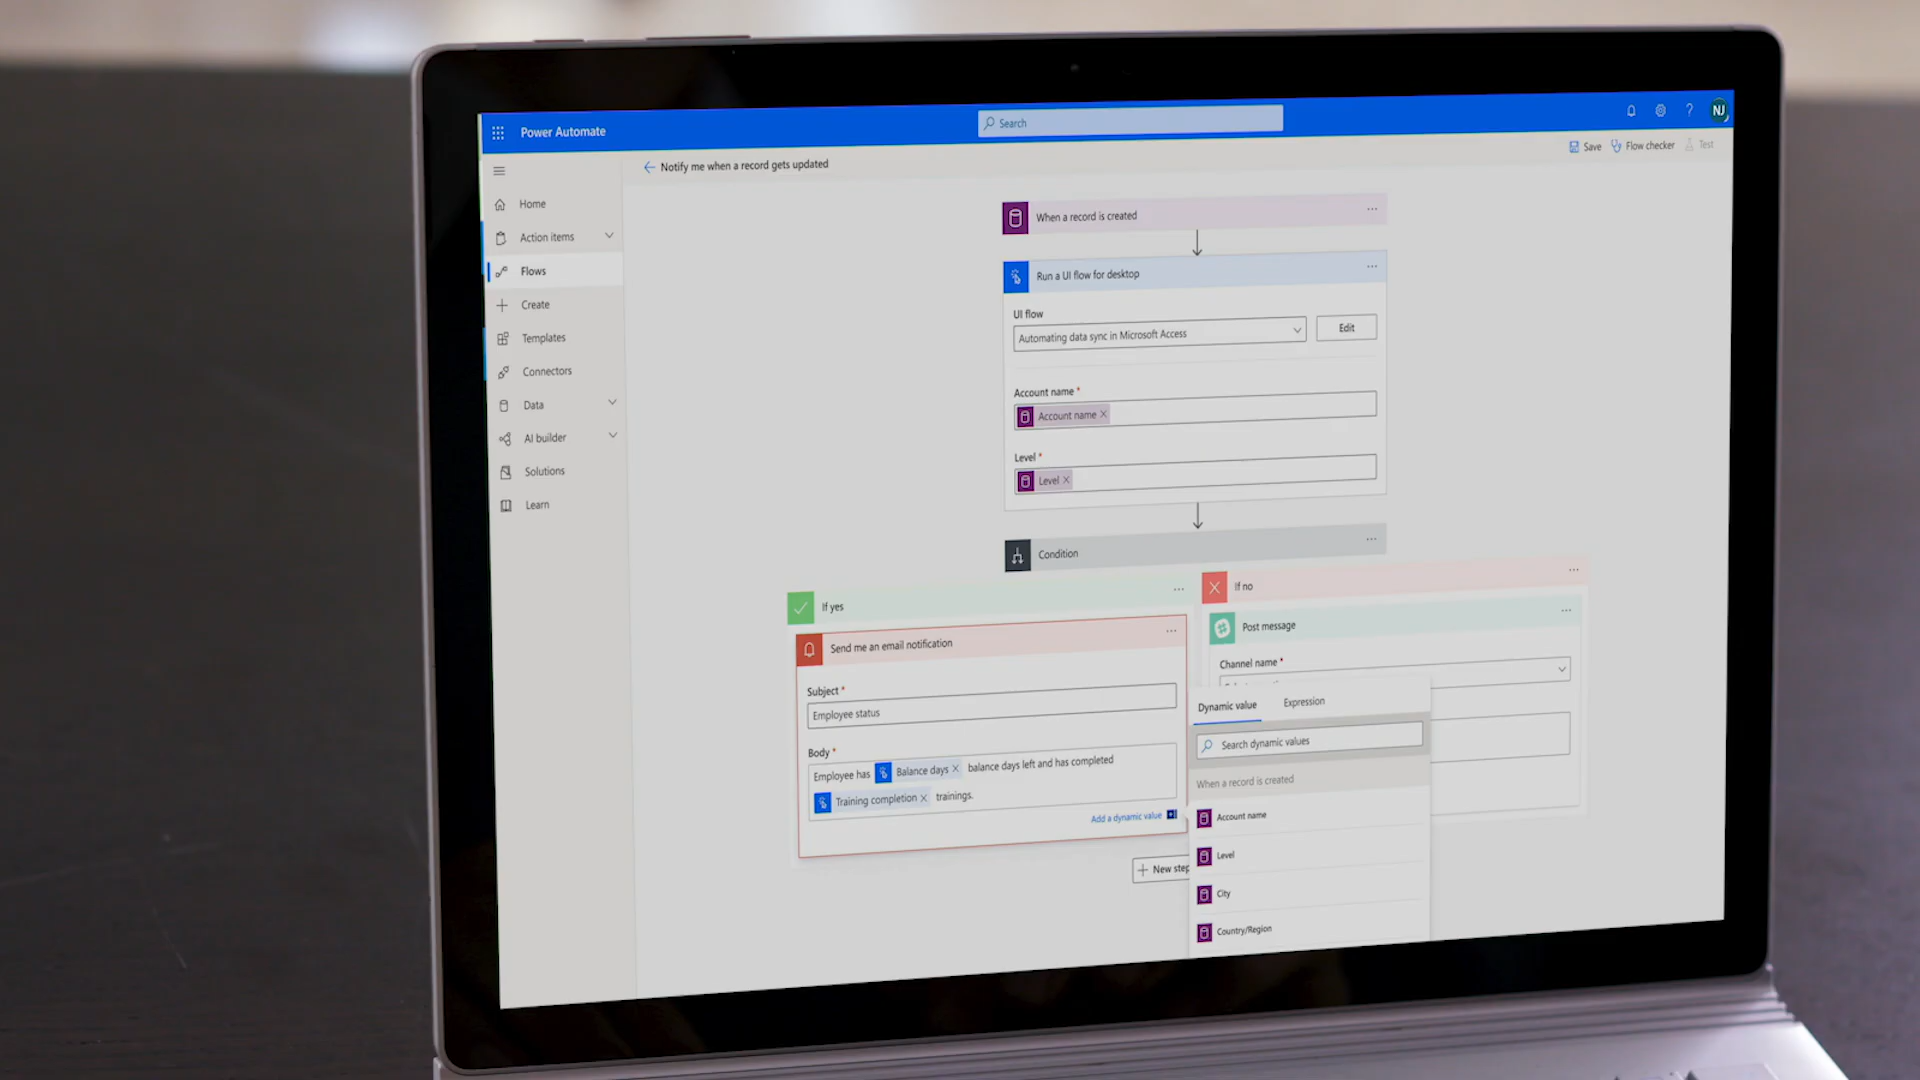 Power Automate
Search
NJ
Notify me when a record gets updated
Save
Flow checker
Test
Home
Action items
Flows
Create
Templates
Connectors
Data
AI builder
Solutions
Learn
When a record is created
Run a UI flow for desktop
UI flow
Automating data sync in Microsoft Access
Edit
Account name *
Account name
Level *
Level
Condition
If yes
Send me an email notification
Subject *
Employee status
Body *
Employee has Balance days balance days left and has completed
Training completion trainings.
Add a dynamic value
New step
If no
Post message
Channel name *
Dynamic value
Expression
Search dynamic values
When a record is created
Account name
Level
City
Country/Region